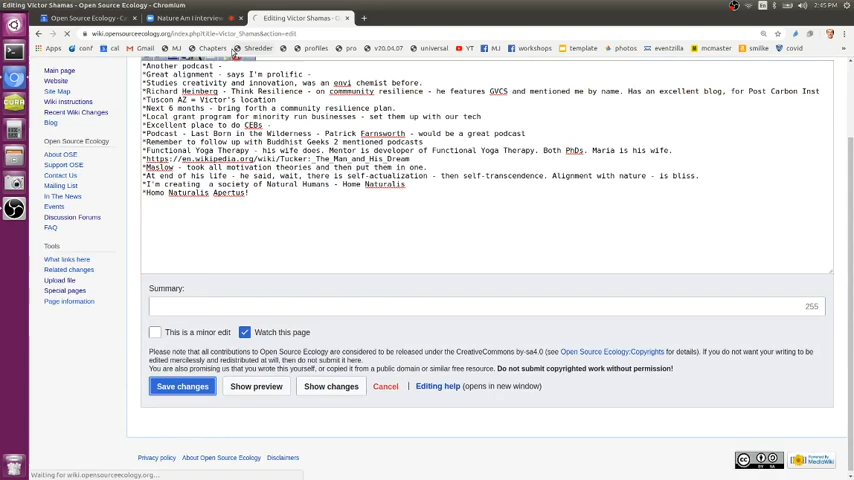 Editing Victor Shamas - Open Source Ecology - Chromium
2:45 PM
Open Source Ecology -
Nature Am I interview
Editing Victor Shamas -
wiki.opensourceecology.org/index.php?title=Victor_Shamas&action=edit
Apps
conf
cal
Gmail
MJ
Chapters
Shredder
profiles
pro
v20.04.07
universal
YT
MJ
workshops
template
photos
eventzilla
mcmaster
smiley
covid
Main page
Website
Site Map
Wiki Instructions
Recent Wiki Changes
Blog
Open Source Ecology
About OSE
Support OSE
Contact Us
Mailing List
In The News
Events
Discussion Forums
FAQ
Tools
What links here
Related changes
Upload file
Special pages
Page information
*Another podcast -
*Great alignment - says I'm prolific -
*Studies creativity and innovation, was an envi chemist before.
*Richard Heinberg - Think Resilience - on commmunity resilience - he features GVCS and mentioned me by name. Has an excellent blog, for Post Carbon Inst
*Tuscon AZ = Victor's location
*Next 6 months - bring forth a community resilience plan.
*Local grant program for minority run businesses - set them up with our tech
*Excellent place to do CEBs -
*Podcast - Last Born in the Wilderness - Patrick Farnsworth - would be a great podcast
*Remember to follow up with Buddhist Geeks 2 mentioned podcasts
*Functional Yoga Therapy - his wife does. Mentor is developer of Functional Yoga Therapy. Both PhDs. Maria is his wife.
*https://en.wikipedia.org/wiki/Tucker:_The_Man_and_His_Dream
*Maslow - took all motivation theories and then put them in one.
*At end of his life - he said, wait, there is self-actualization - then self-transcendence. Alignment with nature - is bliss.
*I'm creating a society of Natural Humans - Home Naturalis
*Homo Naturalis Apertus!
Summary:
255
This is a minor edit
Watch this page
Please note that all contributions to Open Source Ecology are considered to be released under the CreativeCommons by-sa4.0 (see Open Source Ecology:Copyrights for details). If you do not want your writing to be
edited mercilessly and redistributed at will, then do not submit it here.
You are also promising us that you wrote this yourself, or copied it from a public domain or similar free resource. Do not submit copyrighted work without permission!
Save changes
Show preview
Show changes
Cancel
Editing help (opens in new window)
Privacy policy
About Open Source Ecology
Disclaimers
Powered By
MediaWiki
Waiting for wiki.opensourceecology.org...